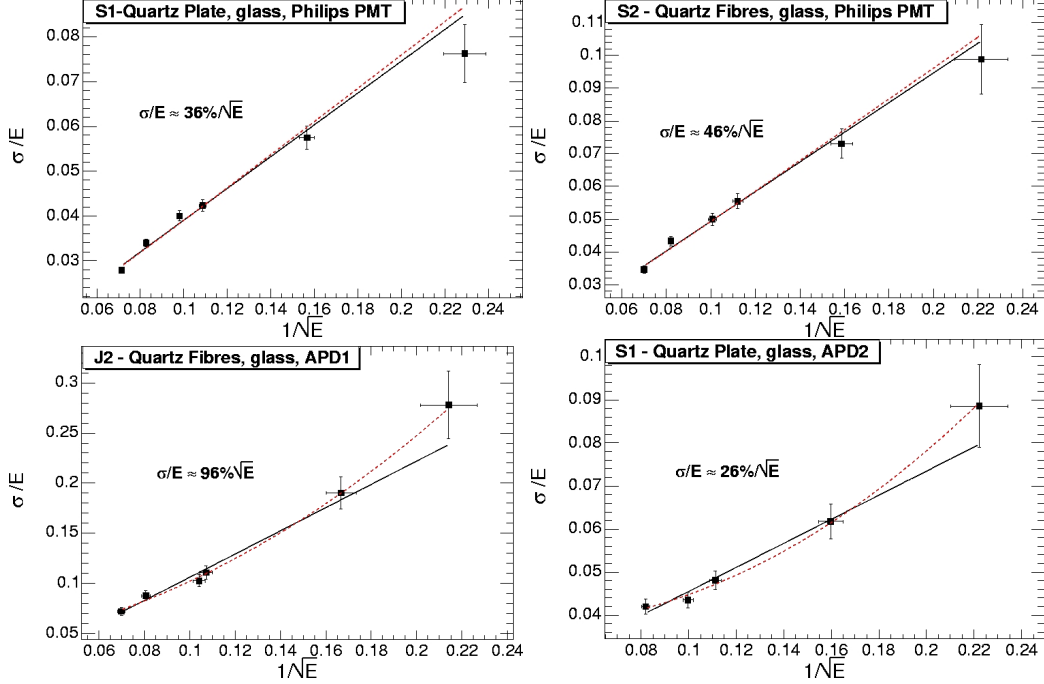 S1-Quartz Plate, glass, Philips PMT
σ/E
0.08
0.07
0.06
0.05
0.04
0.03
σ/E ≈ 36%/√E
0.06 0.08 0.1 0.12 0.14 0.16 0.18 0.2 0.22 0.24
1/√E
S2 - Quartz Fibres, glass, Philips PMT
σ/E
0.11
0.1
0.09
0.08
0.07
0.06
0.05
0.04
0.03
σ/E ≈ 46%/√E
0.06 0.08 0.1 0.12 0.14 0.16 0.18 0.2 0.22 0.24
1/√E
J2 - Quartz Fibres, glass, APD1
σ/E
0.3
0.25
0.2
0.15
0.1
0.05
σ/E ≈ 96%√E
0.06 0.08 0.1 0.12 0.14 0.16 0.18 0.2 0.22 0.24
1/√E
S1 - Quartz Plate, glass, APD2
σ/E
0.1
0.09
0.08
0.07
0.06
0.05
0.04
σ/E ≈ 26%/√E
0.08 0.1 0.12 0.14 0.16 0.18 0.2 0.22 0.24
1/√E